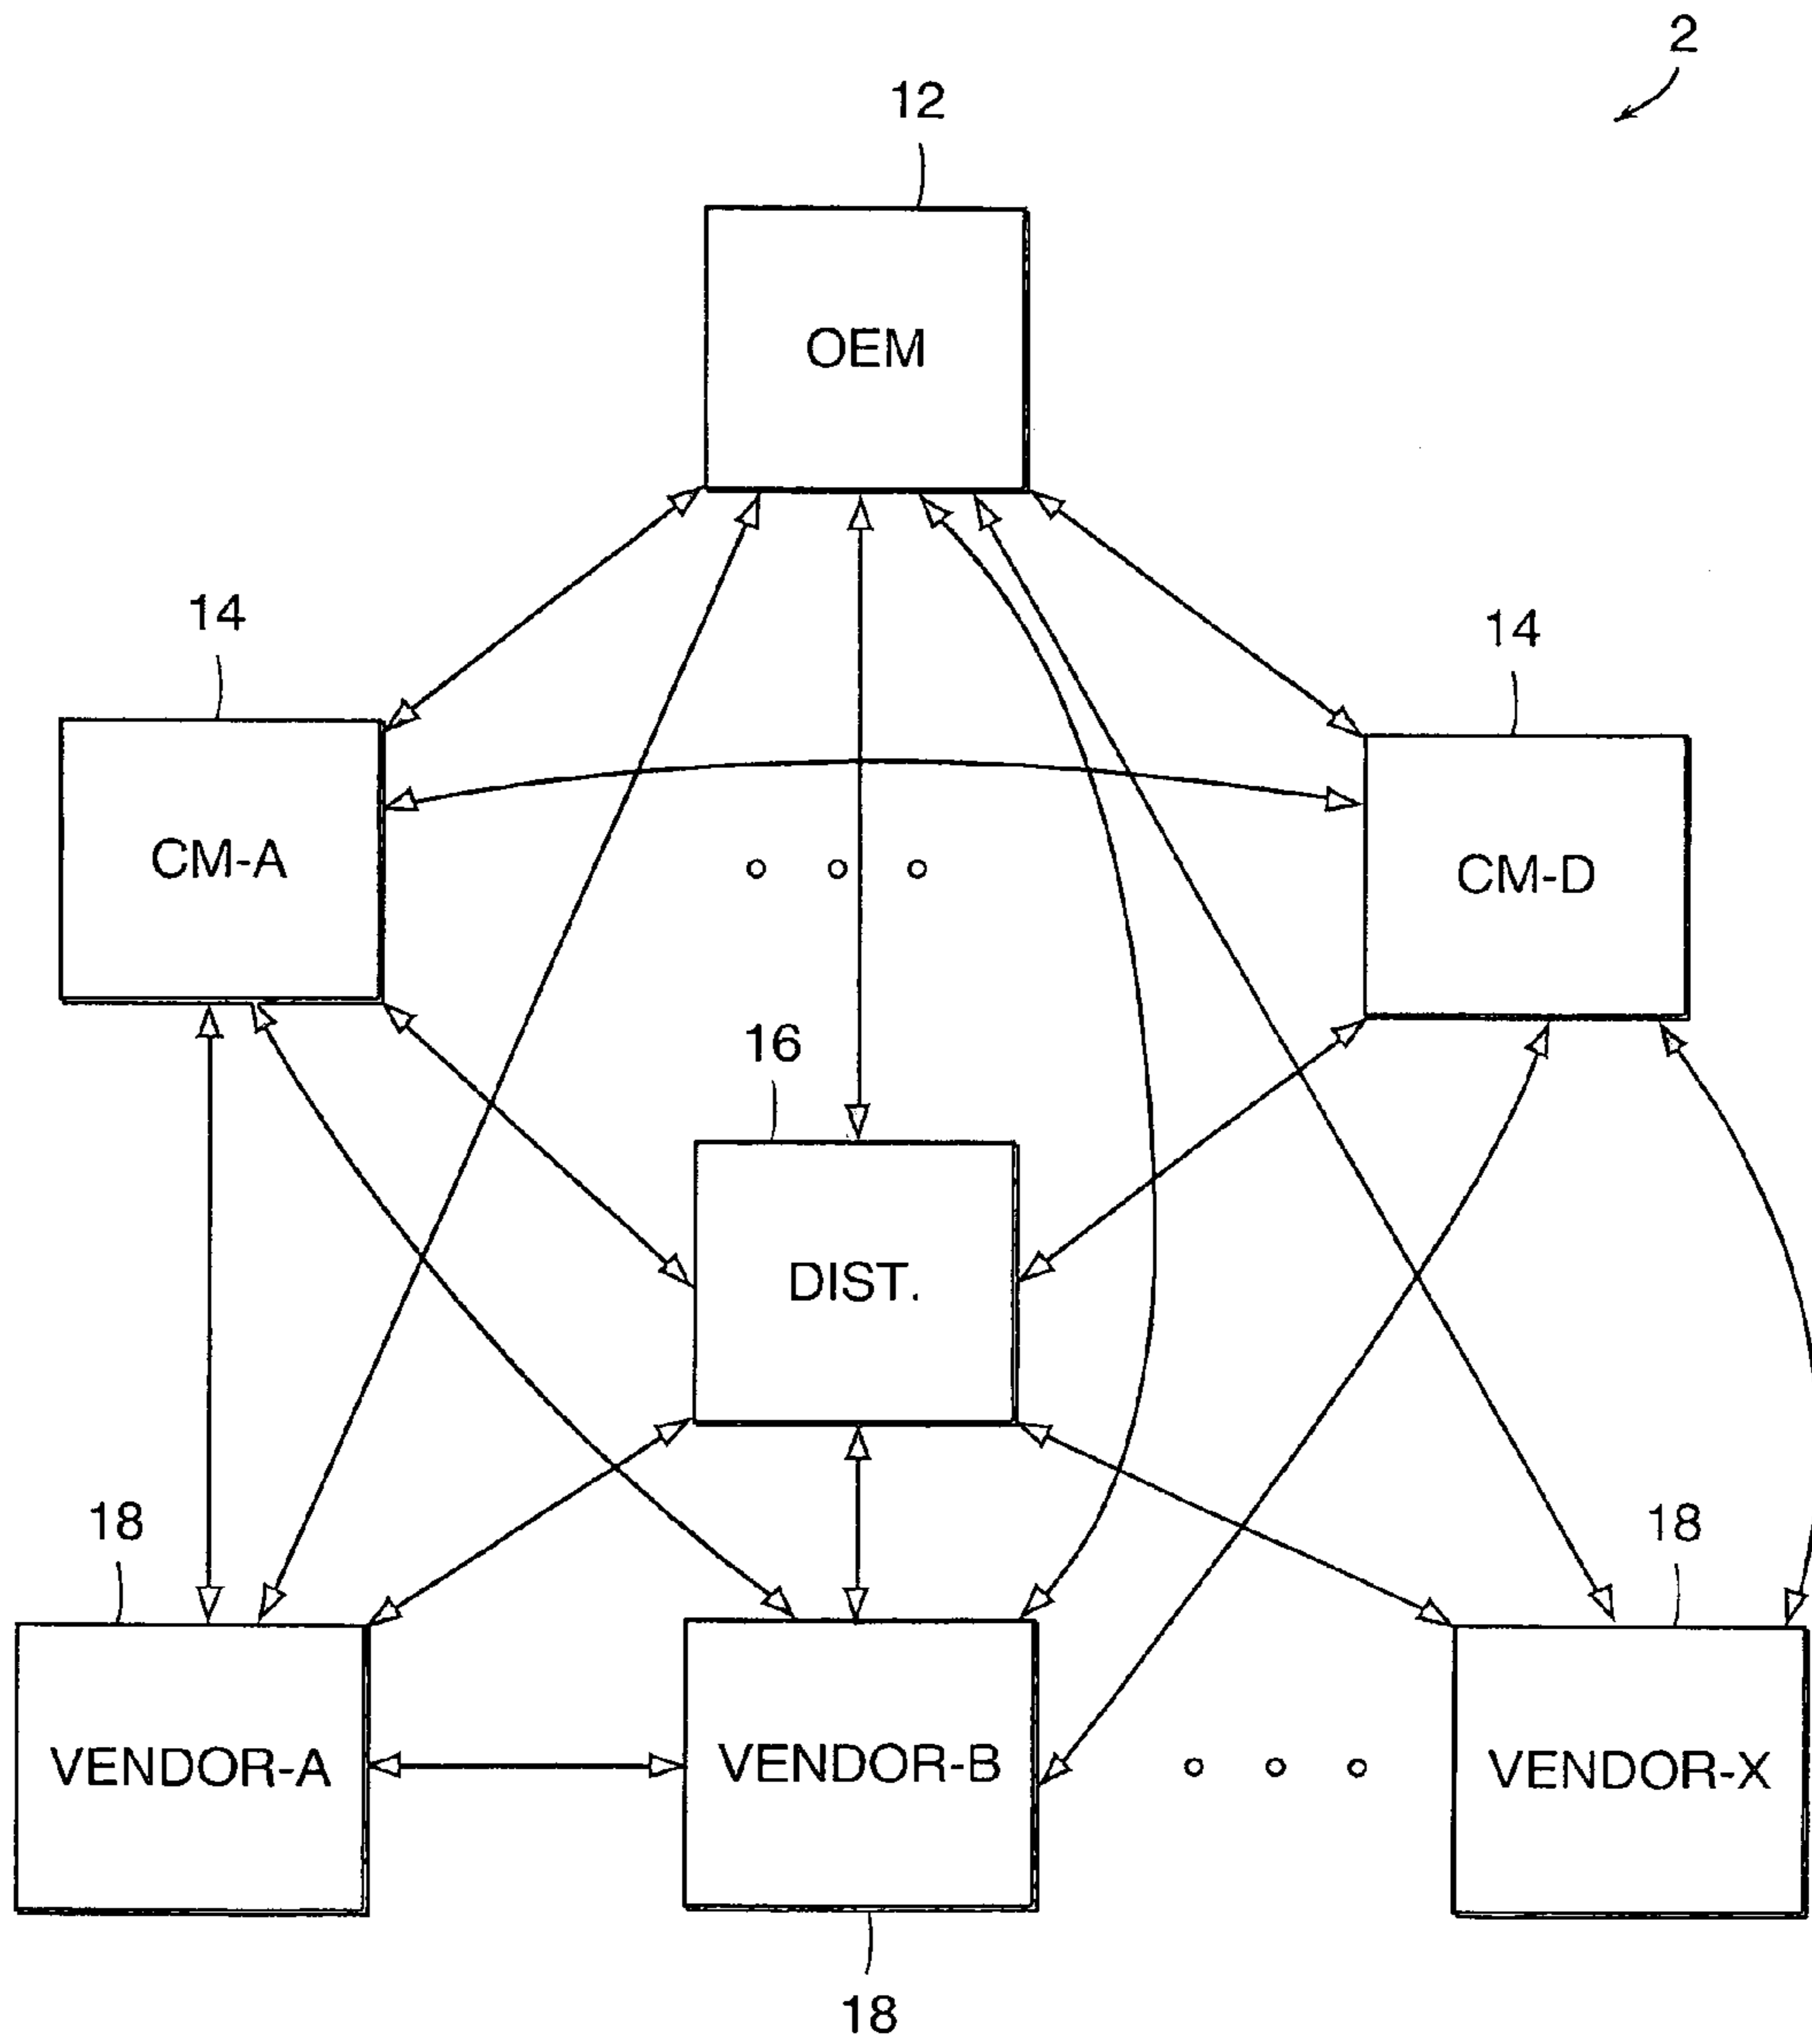 2
12
OEM
14
14
CM-A
CM-D
16
DIST.
18
18
VENDOR-A
VENDOR-B
VENDOR-X
18